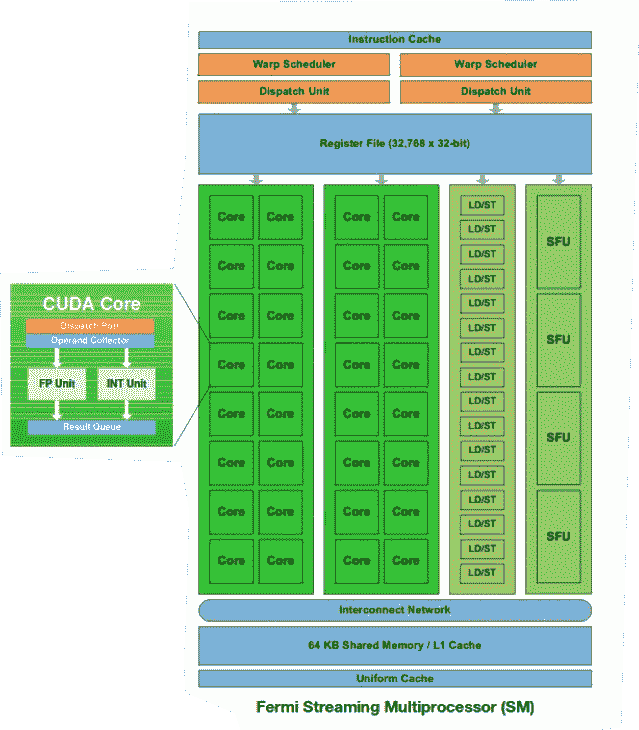 Instruction Cache
Warp Scheduler Warp Scheduler
Dispatch Unit Dispatch Unit
Register File (32,768 x 32-bit)
Core Core Core Core LD/ST SFU
LD/ST
Core Core Core Core LD/ST
LD/ST
Core Core Core Core LD/ST SFU
LD/ST
Core Core Core Core LD/ST
LD/ST
Core Core Core Core LD/ST SFU
LD/ST
Core Core Core Core LD/ST
LD/ST
Core Core Core Core LD/ST SFU
LD/ST
Core Core Core Core LD/ST
LD/ST
CUDA Core
Dispatch Port
Operand Collector
FP Unit INT Unit
Result Queue
Interconnect Network
64 KB Shared Memory / L1 Cache
Uniform Cache
Fermi Streaming Multiprocessor (SM)